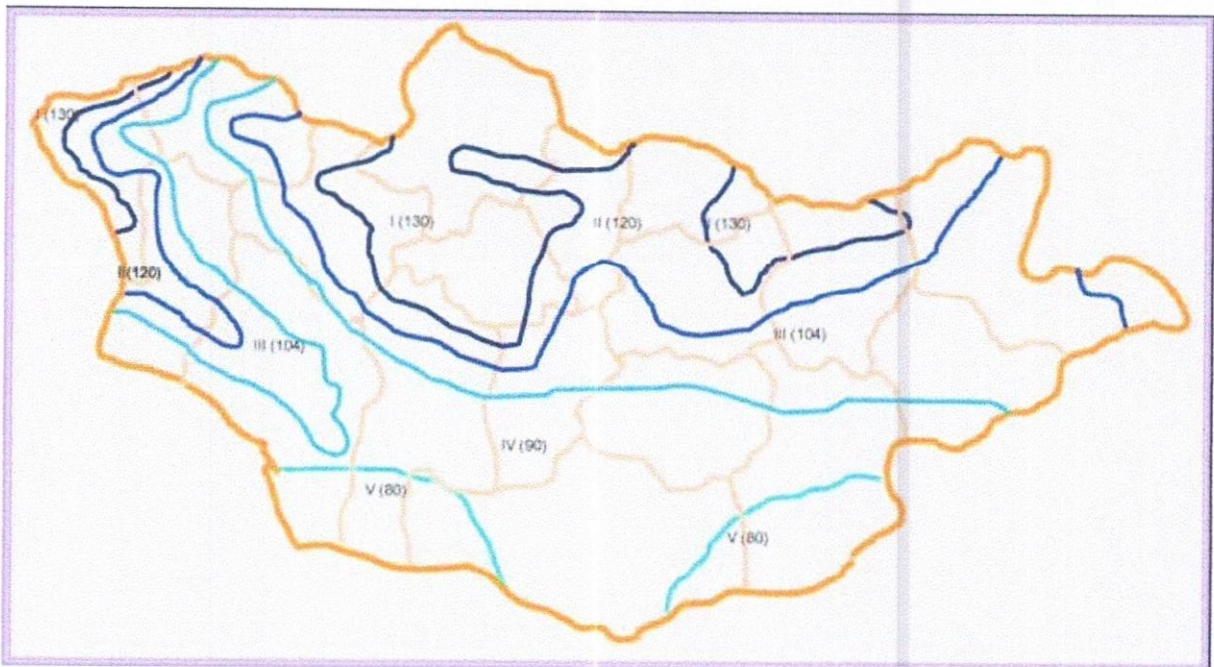 I (130)
I (130)
II (120)
I (130)
II(120)
III (104)
III (104)
IV (90)
V (80)
V (80)